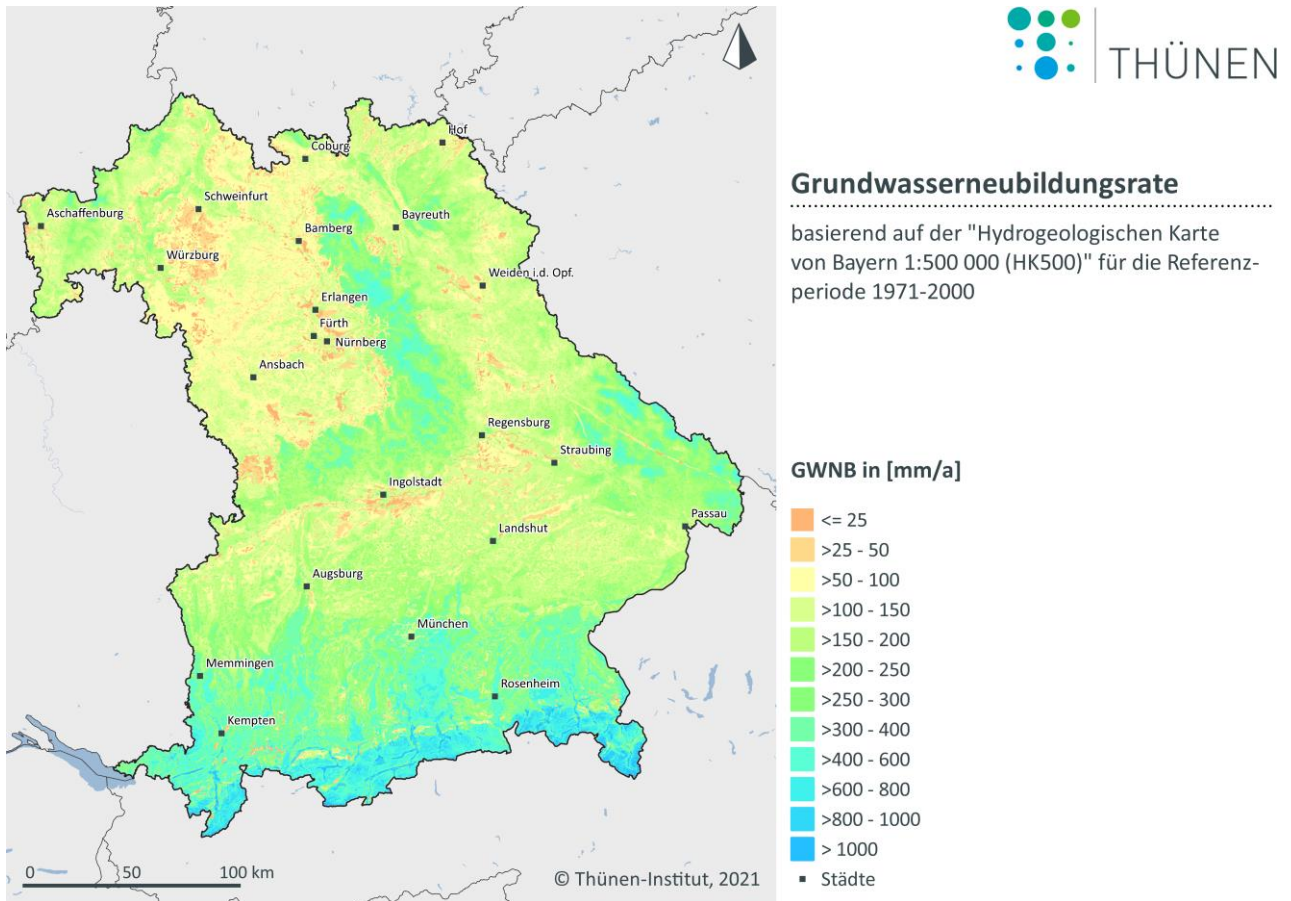 THÜNEN
Grundwasserneubildungsrate
basierend auf der "Hydrogeologischen Karte
von Bayern 1:500 000 (HK500)" für die Referenz-
periode 1971-2000
Hof
Coburg
Schweinfurt
Aschaffenburg
Bayreuth
Bamberg
Würzburg
Weiden i.d. Opf.
Erlangen
Fürth
Nürnberg
Ansbach
Regensburg
Straubing
Ingolstadt
Passau
Landshut
Augsburg
München
Memmingen
Rosenheim
Kempten
0 50 100 km
© Thünen-Institut, 2021
GWNB in [mm/a]
<= 25
>25 - 50
>50 - 100
>100 - 150
>150 - 200
>200 - 250
>250 - 300
>300 - 400
>400 - 600
>600 - 800
>800 - 1000
> 1000
Städte